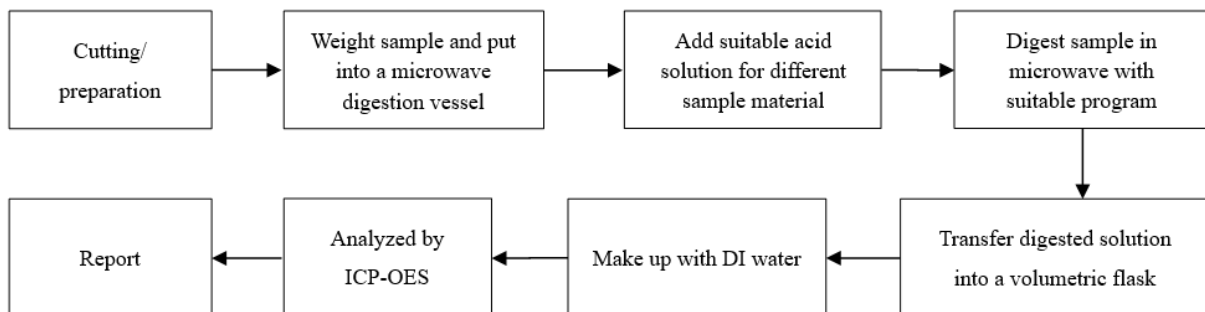 Cutting/
preparation
Weight sample and put
into a microwave
digestion vessel
Add suitable acid
solution for different
sample material
Digest sample in
microwave with
suitable program
Transfer digested solution
into a volumetric flask
Make up with DI water
Analyzed by
ICP-OES
Report